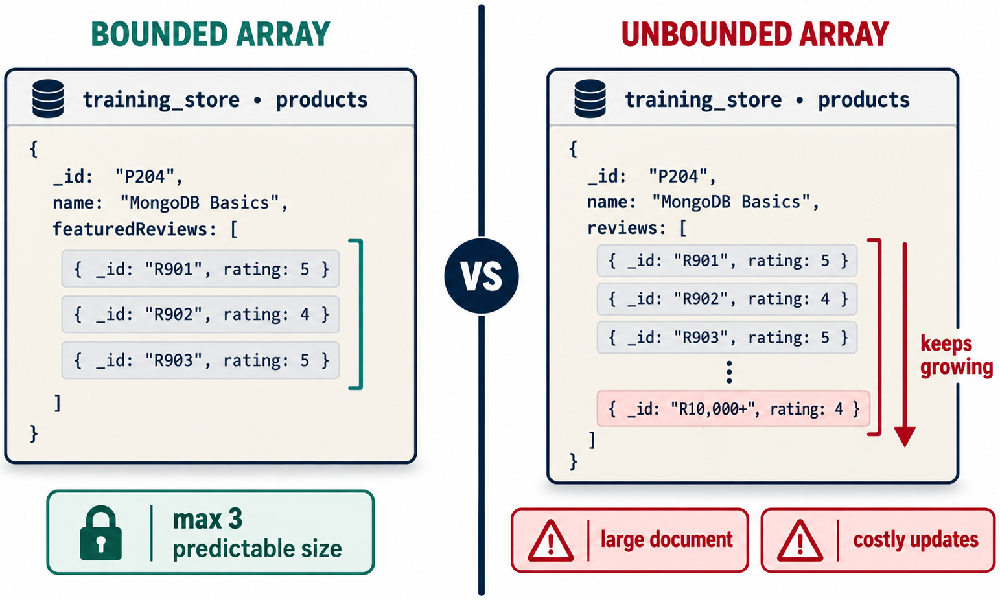 BOUNDED ARRAY
training_store • products
{
_id: "P204",
name: "MongoDB Basics",
featuredReviews: [
{ _id: "R901", rating: 5 }
{ _id: "R902", rating: 4 }
{ _id: "R903", rating: 5 }
]
}
max 3
predictable size
VS
UNBOUNDED ARRAY
training_store • products
{
_id: "P204",
name: "MongoDB Basics",
reviews: [
{ _id: "R901", rating: 5 }
{ _id: "R902", rating: 4 }
{ _id: "R903", rating: 5 }
⋮
{ _id: "R10,000+", rating: 4 }
]
}
keeps
growing
large document
costly updates